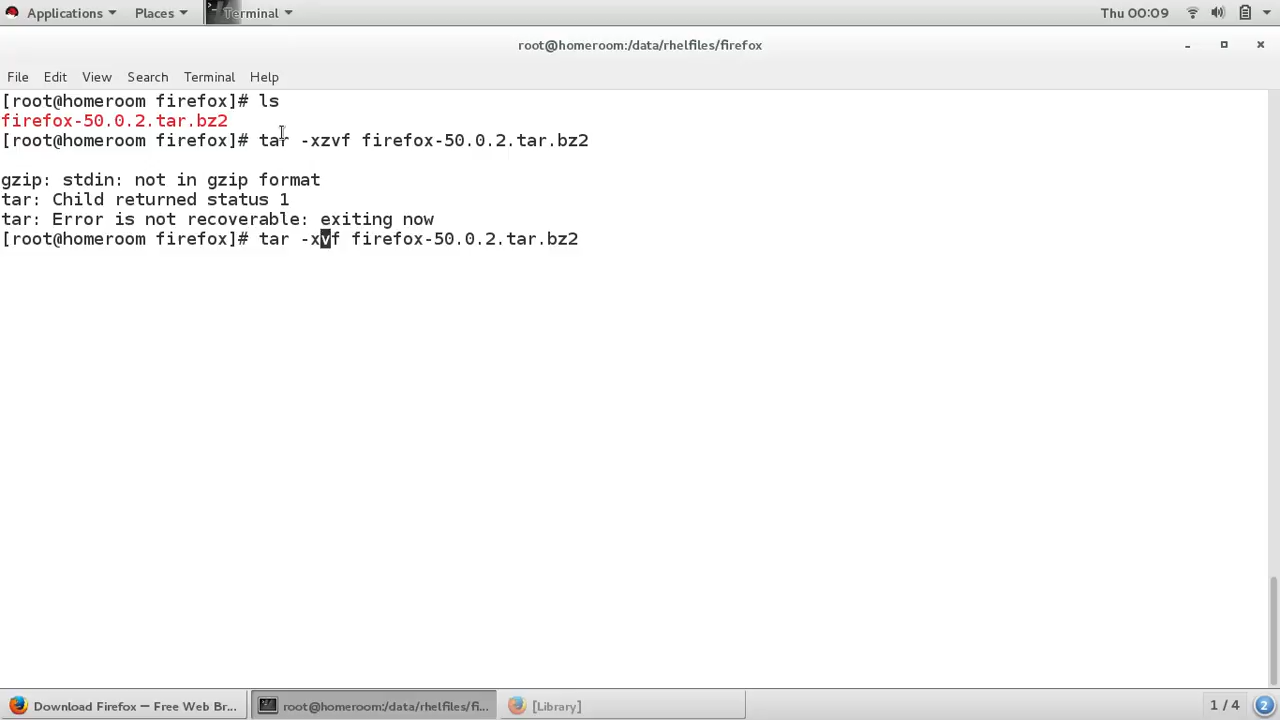 Applications Places Terminal Thu 00:09
root@homeroom:/data/rhelfiles/firefox
File Edit View Search Terminal Help
[root@homeroom firefox]# ls
firefox-50.0.2.tar.bz2
[root@homeroom firefox]# tar -xzvf firefox-50.0.2.tar.bz2
gzip: stdin: not in gzip format
tar: Child returned status 1
tar: Error is not recoverable: exiting now
[root@homeroom firefox]# tar -xvf firefox-50.0.2.tar.bz2
Download Firefox — Free Web Br... root@homeroom:/data/rhelfiles/fi... [Library] 1 / 4 2